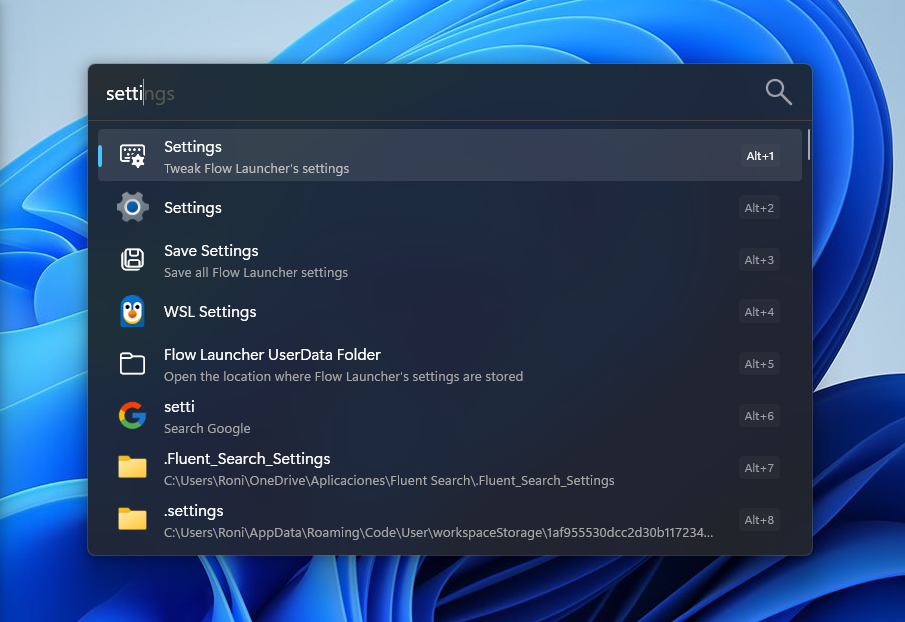 settings
Settings
Tweak Flow Launcher's settings
Alt+1
Settings
Alt+2
Save Settings
Save all Flow Launcher settings
Alt+3
WSL Settings
Alt+4
Flow Launcher UserData Folder
Open the location where Flow Launcher's settings are stored
Alt+5
setti
Search Google
Alt+6
.Fluent_Search_Settings
C:\Users\Roni\OneDrive\Aplicaciones\Fluent Search\.Fluent_Search_Settings
Alt+7
.settings
C:\Users\Roni\AppData\Roaming\Code\User\workspaceStorage\1af955530dcc2d30b117234...
Alt+8